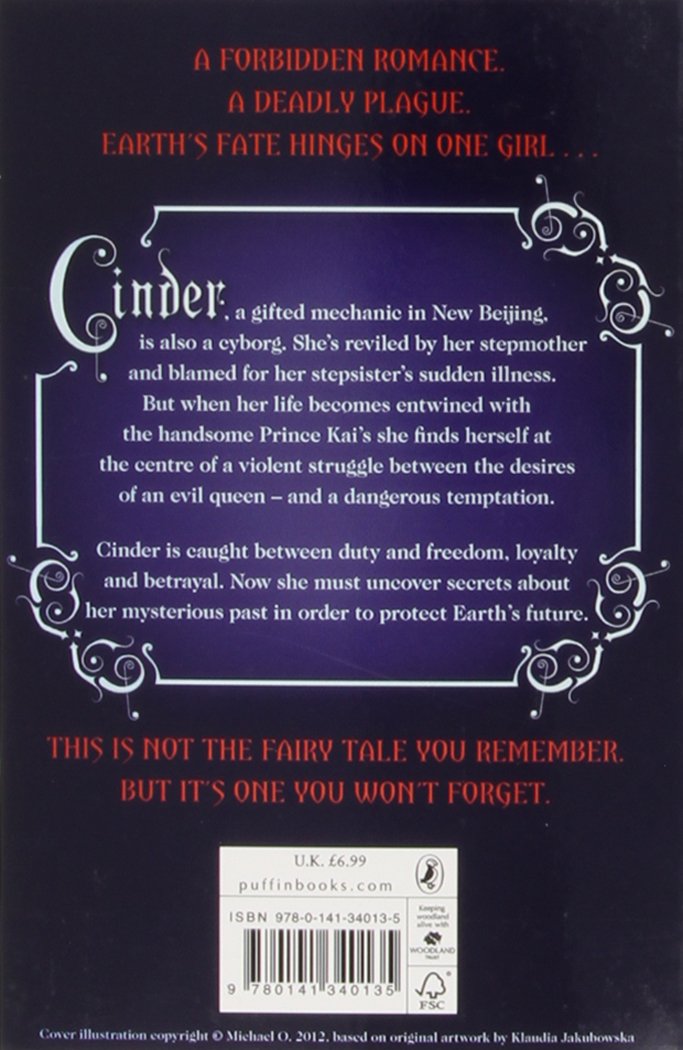 A FORBIDDEN ROMANCE.
A DEADLY PLAGUE.
EARTH'S FATE HINGES ON ONE GIRL . . .
Cinder, a gifted mechanic in New Beijing,
is also a cyborg. She's reviled by her stepmother
and blamed for her stepsister's sudden illness.
But when her life becomes entwined with
the handsome Prince Kai's she finds herself at
the centre of a violent struggle between the desires
of an evil queen – and a dangerous temptation.
Cinder is caught between duty and freedom, loyalty
and betrayal. Now she must uncover secrets about
her mysterious past in order to protect Earth's future.
THIS IS NOT THE FAIRY TALE YOU REMEMBER.
BUT IT'S ONE YOU WON'T FORGET.
U.K. £6.99
puffinbooks.com
ISBN 978-0-141-34013-5
9 780141 340135
Keeping
woodland
alive with
WOODLAND
TRUST
FSC
Cover illustration copyright © Michael O, 2012, based on original artwork by Klaudia Jakubowska